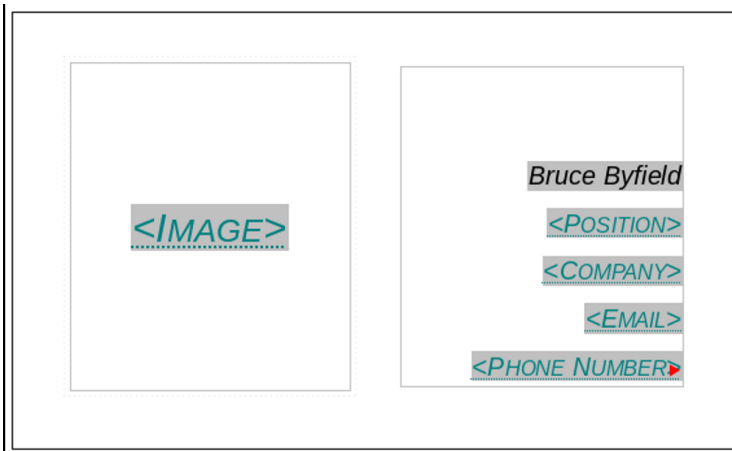 <IMAGE>
Bruce Byfield
<POSITION>
<COMPANY>
<EMAIL>
<PHONE NUMBER>